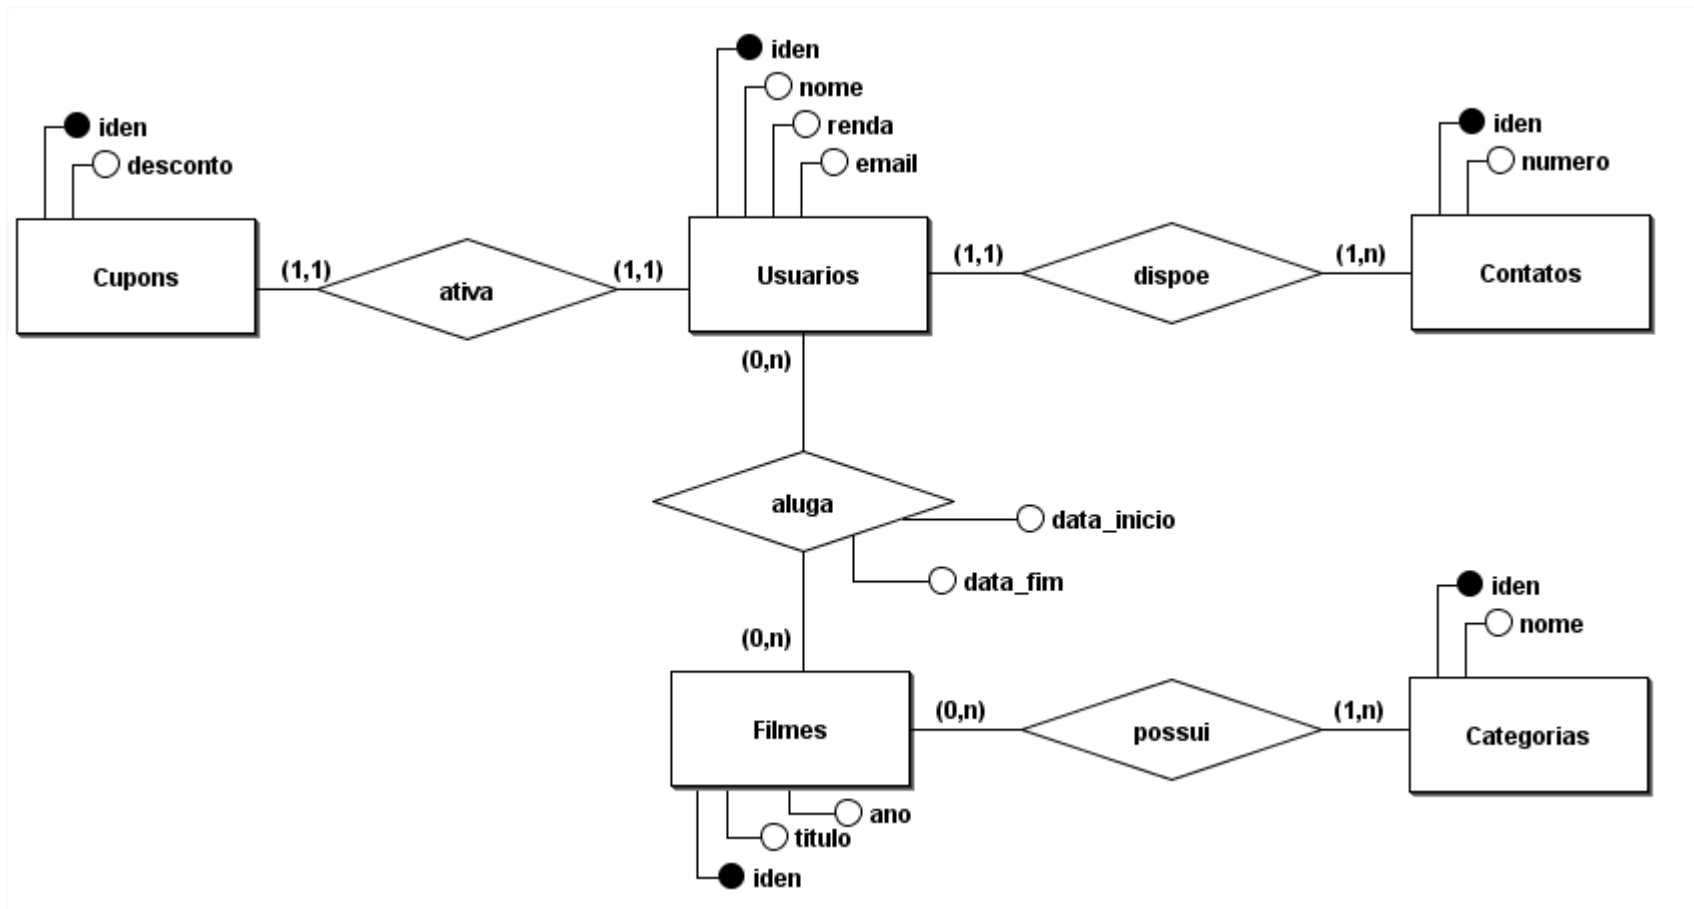 iden
nome
renda
email
iden
desconto
iden
numero
Cupons
(1,1)
ativa
(1,1)
Usuarios
(1,1)
dispoe
(1,n)
Contatos
(0,n)
aluga
data_inicio
data_fim
(0,n)
iden
nome
Filmes
(0,n)
possui
(1,n)
Categorias
ano
titulo
iden